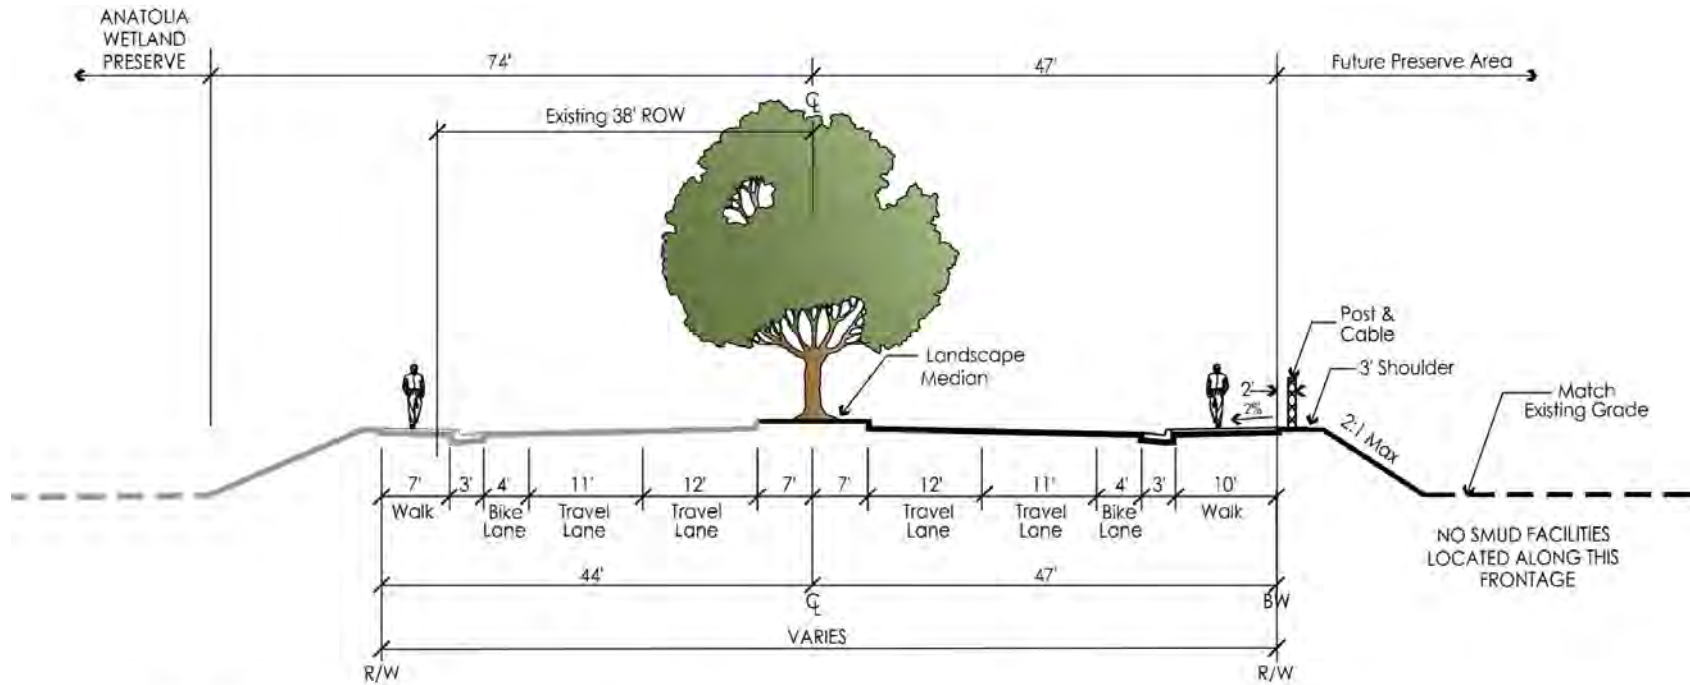 ANATOLIA
WETLAND
PRESERVE
74'
47'
Future Preserve Area
℄
Existing 38' ROW
Post &
Cable
3' Shoulder
Landscape
Median
2'
2%
Match
Existing Grade
2:1 Max
7' 3' 4' 11' 12' 7' 7' 12' 11' 4' 3' 10'
Walk Bike Lane Travel Lane Travel Lane Travel Lane Travel Lane Bike Lane Walk
NO SMUD FACILITIES
LOCATED ALONG THIS
FRONTAGE
44'
47'
℄
BW
VARIES
R/W
R/W